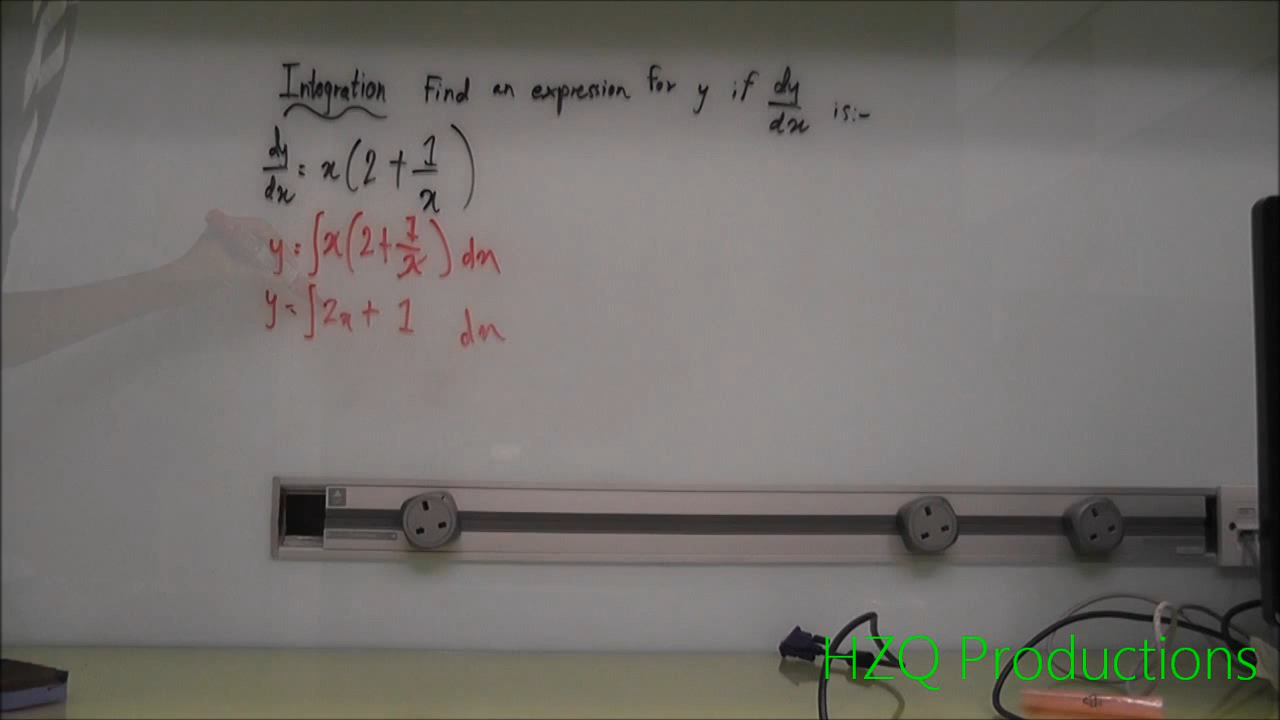 Integration Find an expression for y if dy/dx is:-
dy/dx = x(2 + 1/x)
y = ∫x(2 + 1/x) dx
y = ∫2x + 1 dx
HZQ Productions